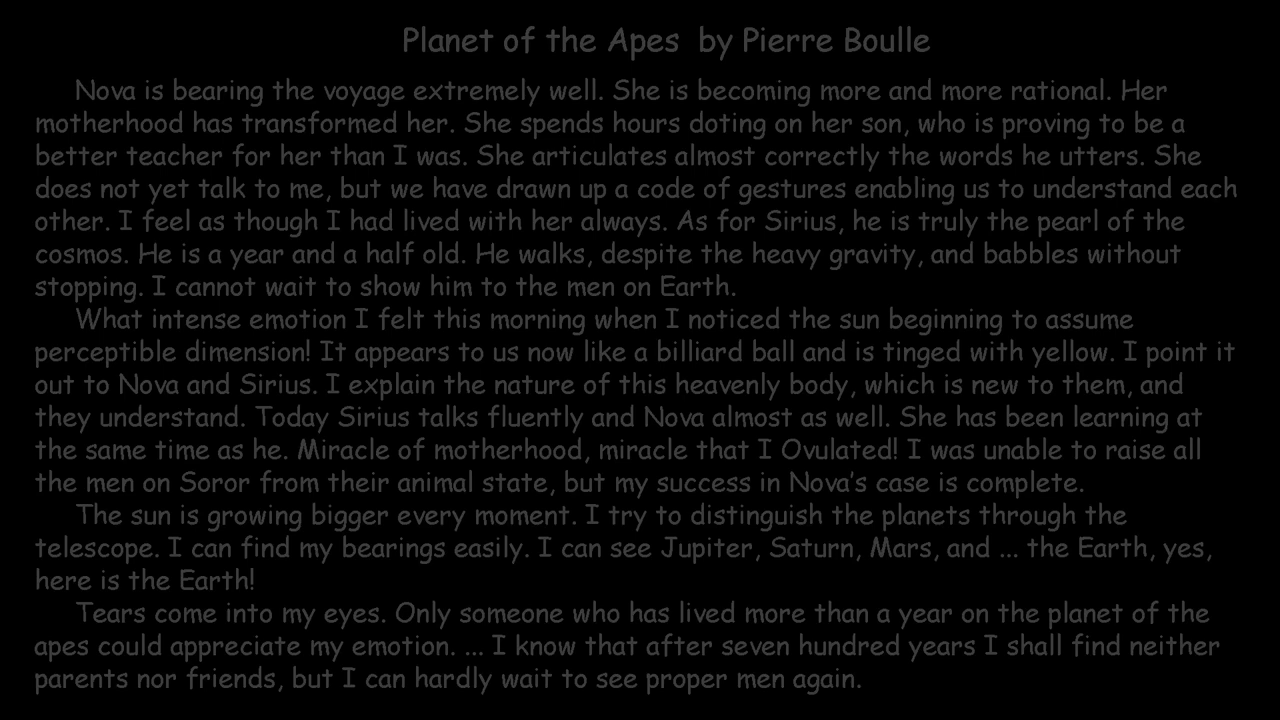 Planet of the Apes  by Pierre Boulle
Nova is bearing the voyage extremely well. She is becoming more and more rational. Her
motherhood has transformed her. She spends hours doting on her son, who is proving to be a
better teacher for her than I was. She articulates almost correctly the words he utters. She
does not yet talk to me, but we have drawn up a code of gestures enabling us to understand each
other. I feel as though I had lived with her always. As for Sirius, he is truly the pearl of the
cosmos. He is a year and a half old. He walks, despite the heavy gravity, and babbles without
stopping. I cannot wait to show him to the men on Earth.
What intense emotion I felt this morning when I noticed the sun beginning to assume
perceptible dimension! It appears to us now like a billiard ball and is tinged with yellow. I point it
out to Nova and Sirius. I explain the nature of this heavenly body, which is new to them, and
they understand. Today Sirius talks fluently and Nova almost as well. She has been learning at
the same time as he. Miracle of motherhood, miracle that I Ovulated! I was unable to raise all
the men on Soror from their animal state, but my success in Nova’s case is complete.
The sun is growing bigger every moment. I try to distinguish the planets through the
telescope. I can find my bearings easily. I can see Jupiter, Saturn, Mars, and ... the Earth, yes,
here is the Earth!
Tears come into my eyes. Only someone who has lived more than a year on the planet of the
apes could appreciate my emotion. ... I know that after seven hundred years I shall find neither
parents nor friends, but I can hardly wait to see proper men again.